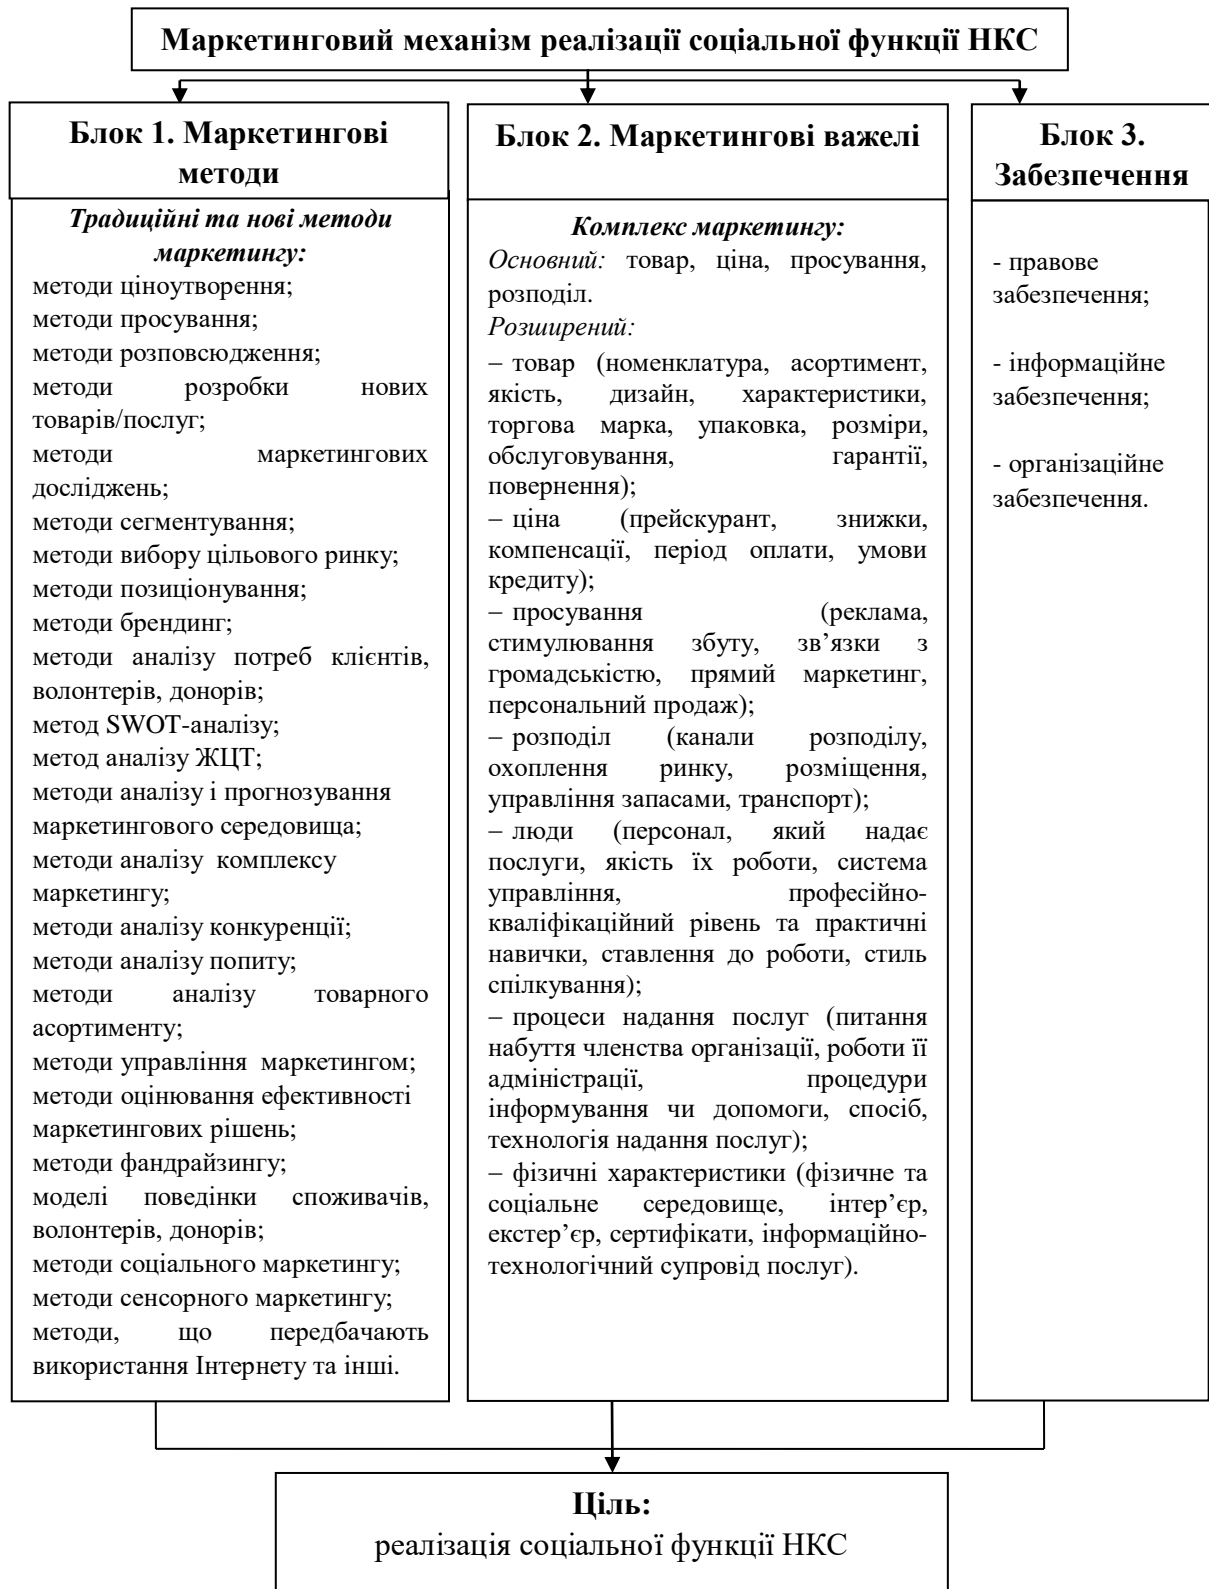 Маркетинговий механізм реалізації соціальної функції НКС
Блок 1. Маркетингові
методи
Традиційні та нові методи
маркетингу:
методи ціноутворення;
методи просування;
методи розповсюдження;
методи розробки нових
товарів/послуг;
методи маркетингових
досліджень;
методи сегментування;
методи вибору цільового ринку;
методи позиціонування;
методи брендинг;
методи аналізу потреб клієнтів,
волонтерів, донорів;
метод SWOT-аналізу;
метод аналізу ЖЦТ;
методи аналізу і прогнозування
маркетингового середовища;
методи аналізу комплексу
маркетингу;
методи аналізу конкуренції;
методи аналізу попиту;
методи аналізу товарного
асортименту;
методи управління маркетингом;
методи оцінювання ефективності
маркетингових рішень;
методи фандрайзингу;
моделі поведінки споживачів,
волонтерів, донорів;
методи соціального маркетингу;
методи сенсорного маркетингу;
методи, що передбачають
використання Інтернету та інші.
Блок 2. Маркетингові важелі
Комплекс маркетингу:
Основний: товар, ціна, просування,
розподіл.
Розширений:
– товар (номенклатура, асортимент,
якість, дизайн, характеристики,
торгова марка, упаковка, розміри,
обслуговування, гарантії,
повернення);
– ціна (прейскурант, знижки,
компенсації, період оплати, умови
кредиту);
– просування (реклама,
стимулювання збуту, зв’язки з
громадськістю, прямий маркетинг,
персональний продаж);
– розподіл (канали розподілу,
охоплення ринку, розміщення,
управління запасами, транспорт);
– люди (персонал, який надає
послуги, якість їх роботи, система
управління, професійно-
кваліфікаційний рівень та практичні
навички, ставлення до роботи, стиль
спілкування);
– процеси надання послуг (питання
набуття членства організації, роботи її
адміністрації, процедури
інформування чи допомоги, спосіб,
технологія надання послуг);
– фізичні характеристики (фізичне та
соціальне середовище, інтер’єр,
екстер’єр, сертифікати, інформаційно-
технологічний супровід послуг).
Блок 3.
Забезпечення
- правове
забезпечення;
- інформаційне
забезпечення;
- організаційне
забезпечення.
Ціль:
реалізація соціальної функції НКС